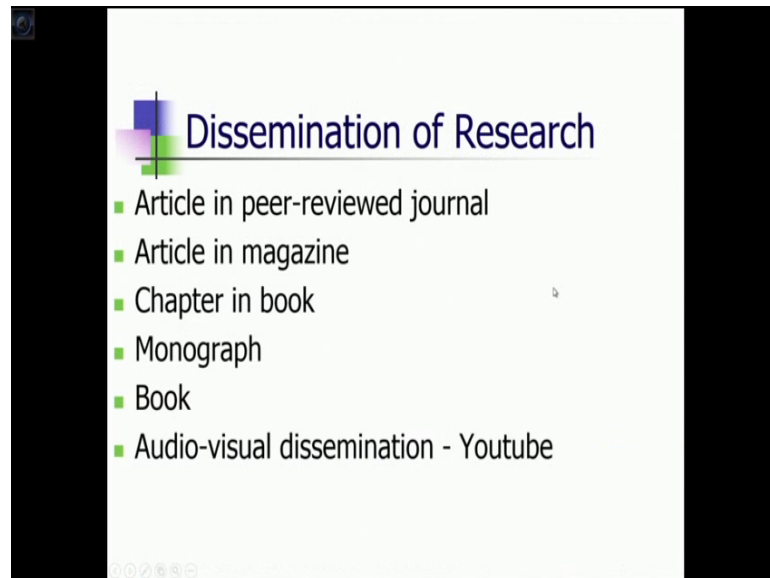 Dissemination of Research
Article in peer-reviewed journal
Article in magazine
Chapter in book
Monograph
Book
Audio-visual dissemination - Youtube